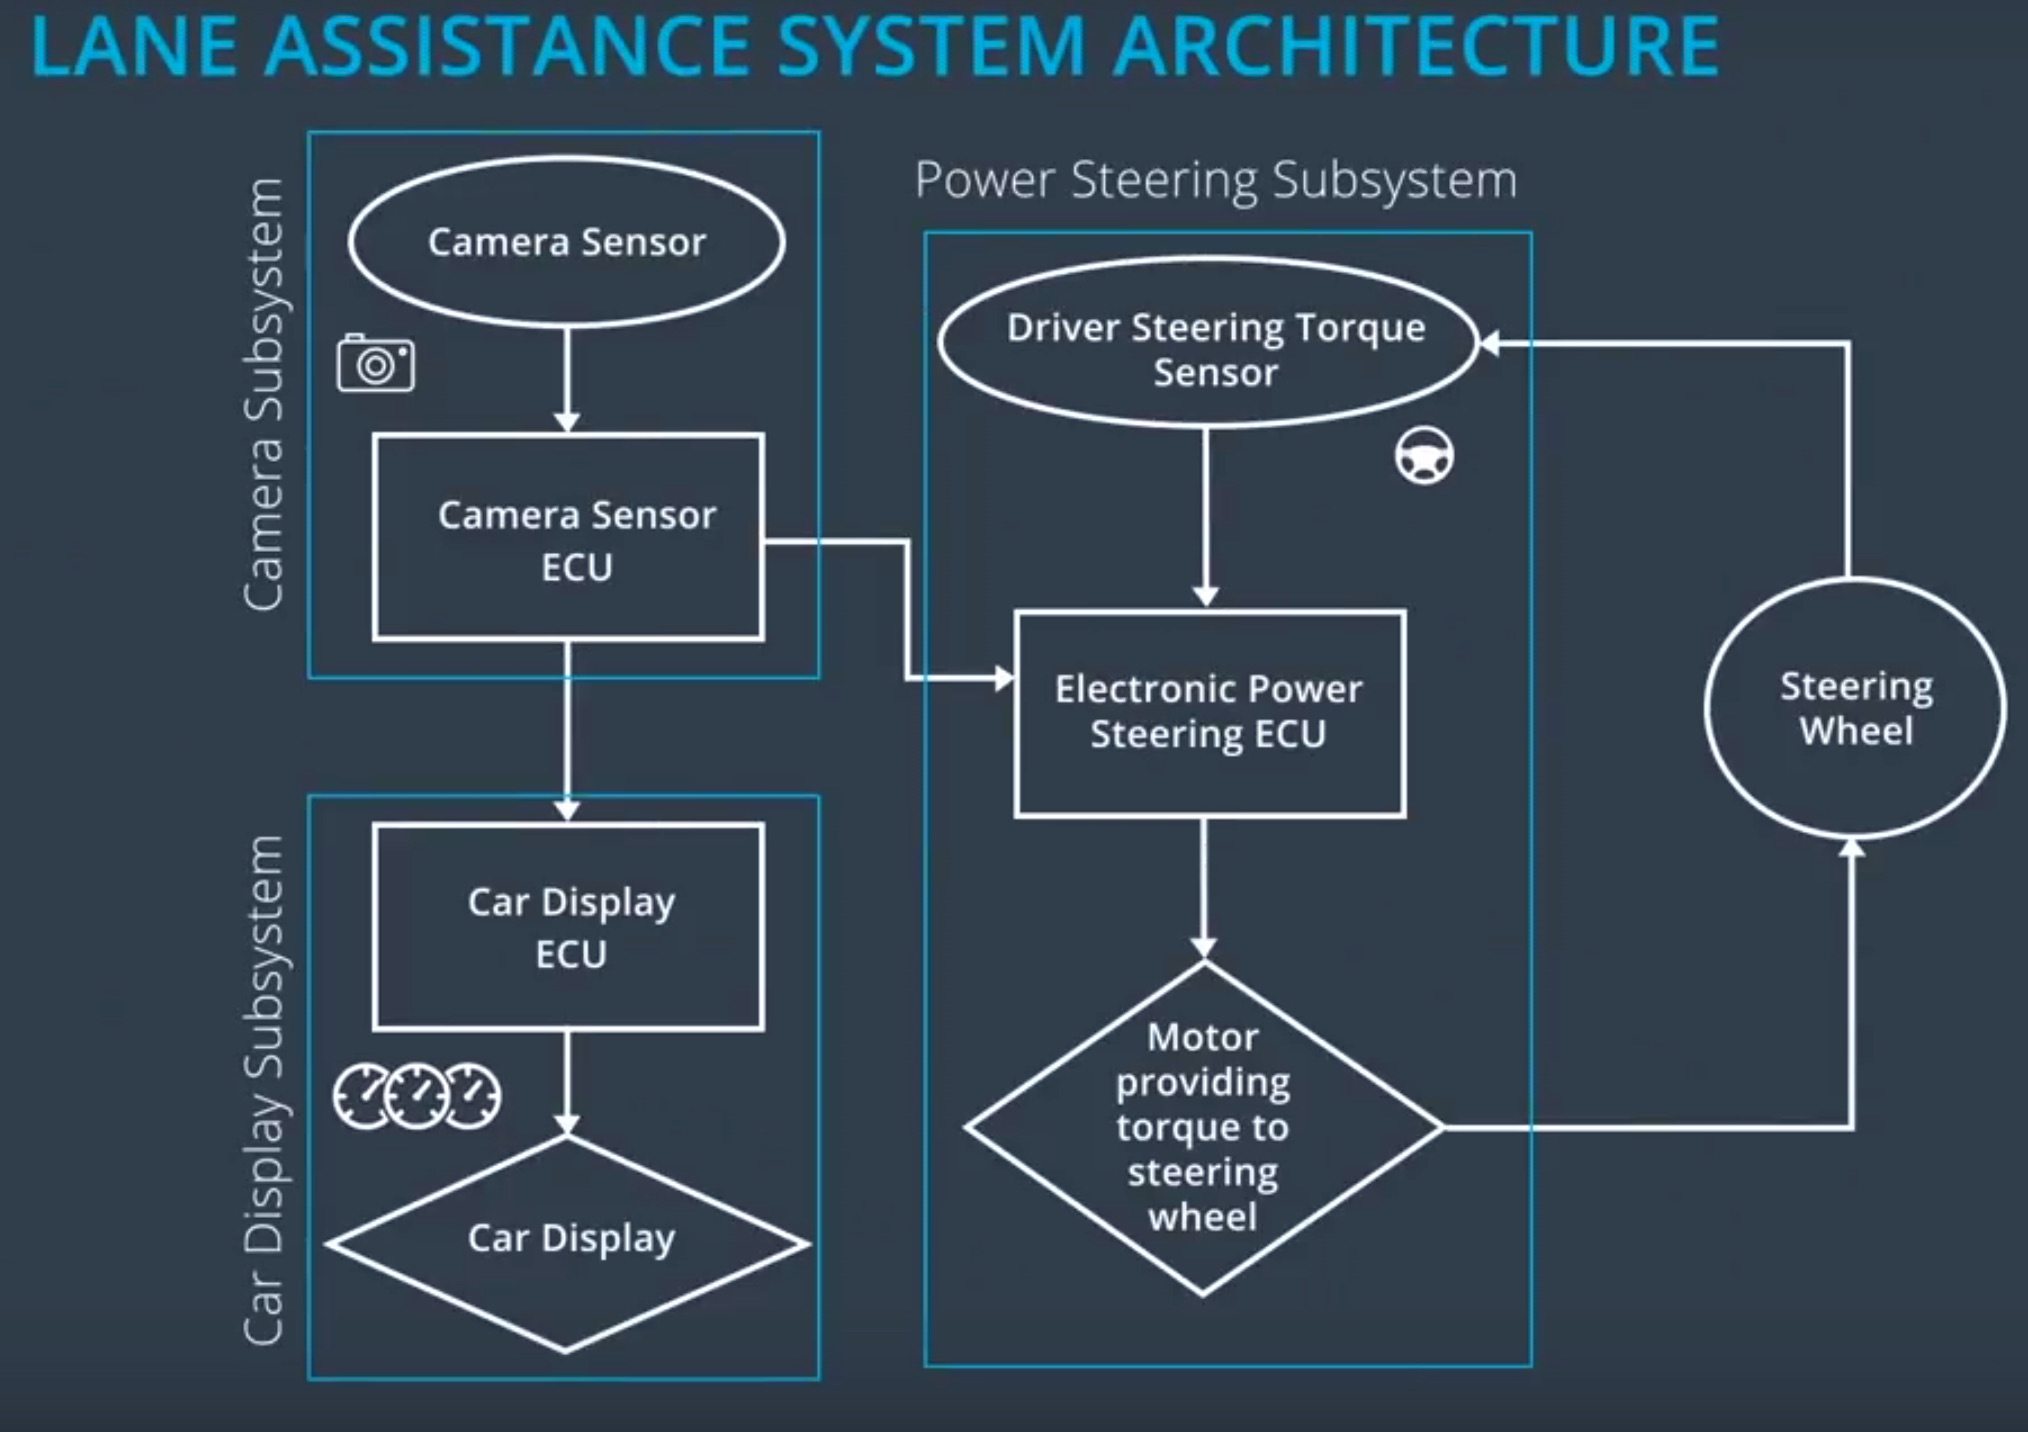 LANE ASSISTANCE SYSTEM ARCHITECTURE
Camera Subsystem
Camera Sensor
Camera Sensor
ECU
Car Display Subsystem
Car Display
ECU
Car Display
Power Steering Subsystem
Driver Steering Torque
Sensor
Electronic Power
Steering ECU
Motor
providing
torque to
steering
wheel
Steering
Wheel